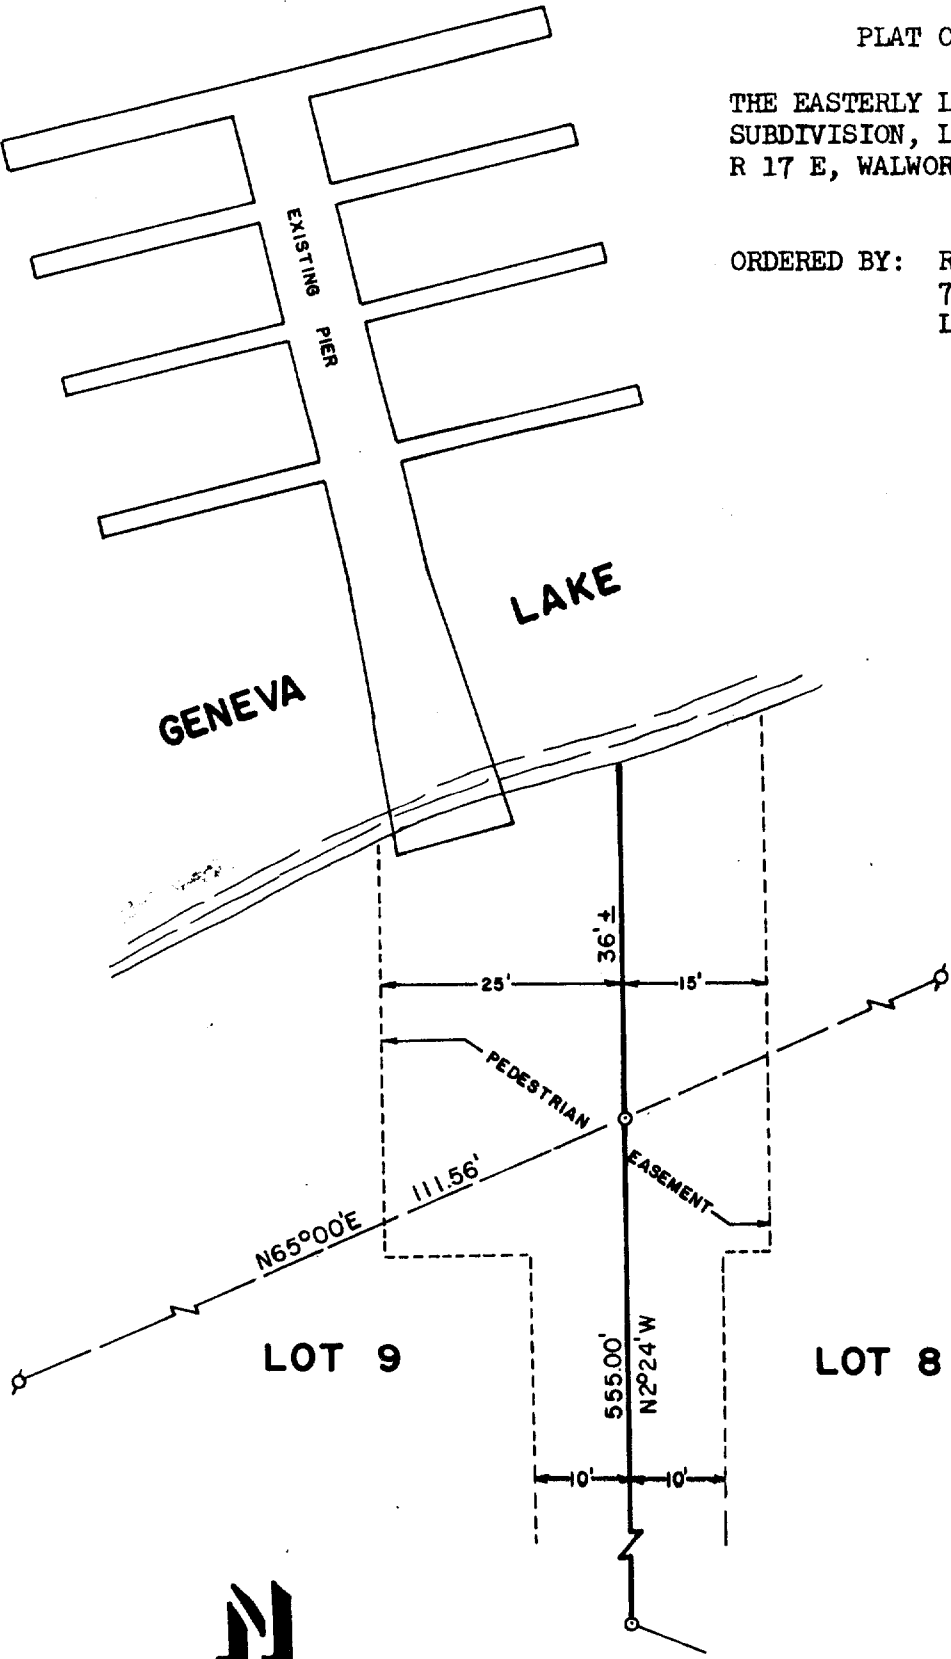 PLAT O
THE EASTERLY L
SUBDIVISION, L
R 17 E, WALWOR
ORDERED BY: R
7
L
EXISTING PIER
LAKE
GENEVA
36'±
25'
15'
PEDESTRIAN
EASEMENT
111.56'
N65°00'E
LOT 9
LOT 8
555.00'
N2°24'W
10'
10'
N